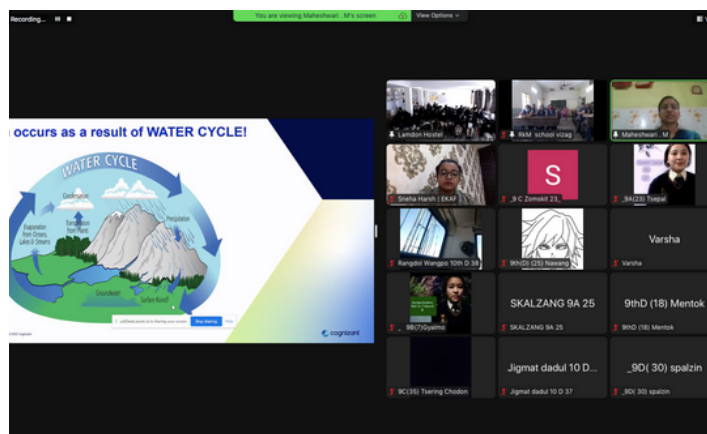 Recording...
You are viewing Maheshwari . M's screen
View Options
occurs as a result of WATER CYCLE!
WATER CYCLE
Condensation
Precipitation
Transpiration
from Plants
Evaporation
from Oceans,
Lakes & Streams
Groundwater
Surface Runoff
Stop sharing
Hide
cognizant
Lamdon Hostel
RkM school vizag
Maheshwari . M
Sneha Harsh | EKAF
S
_9 C Zomskit 23_
_9A(23) Tsepal
Rangdol Wangpo 10th D 38
9th(D) (25) Nawang
Varsha
Varsha
_ 9B(7)Gyalmo
SKALZANG 9A 25
SKALZANG 9A 25
9thD (18) Mentok
9thD (18) Mentok
9C(35) Tsering Chodon
Jigmat dadul 10 D...
Jigmat dadul 10 D 37
_9D( 30) spalzin
_9D( 30) spalzin